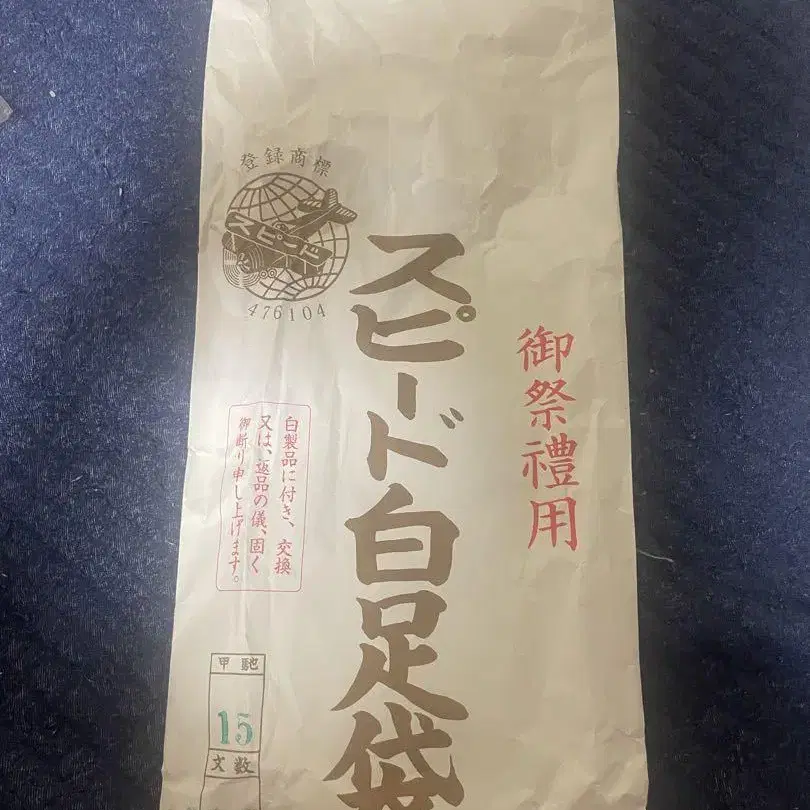 登録商標
スピード
476104
御祭禮用
スピード白足袋
白製品に付き、交換
又は、返品の儀、固く
御断り申し上げます。
甲馳
15
文数